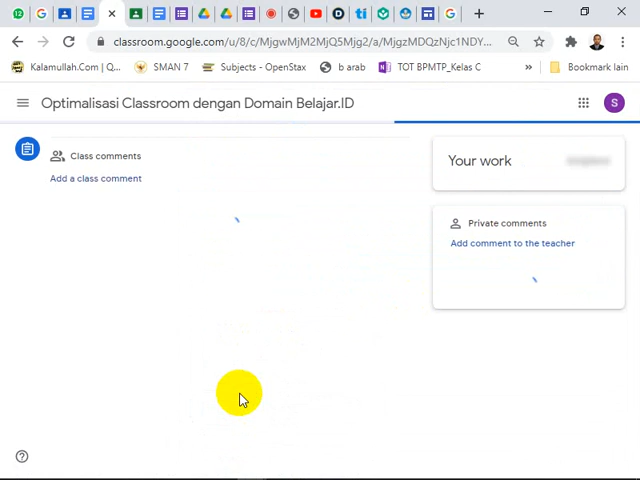 classroom.google.com/u/8/c/MjgwMjM2MjQ5Mjg2/a/MjgzMDQzNjc1NDY...
Kalamullah.Com | Q...
SMAN 7
Subjects - OpenStax
b arab
TOT BPMTP_Kelas C
»
Bookmark lain
Optimalisasi Classroom dengan Domain Belajar.ID
S
Class comments
Your work
Add a class comment
Private comments
Add comment to the teacher